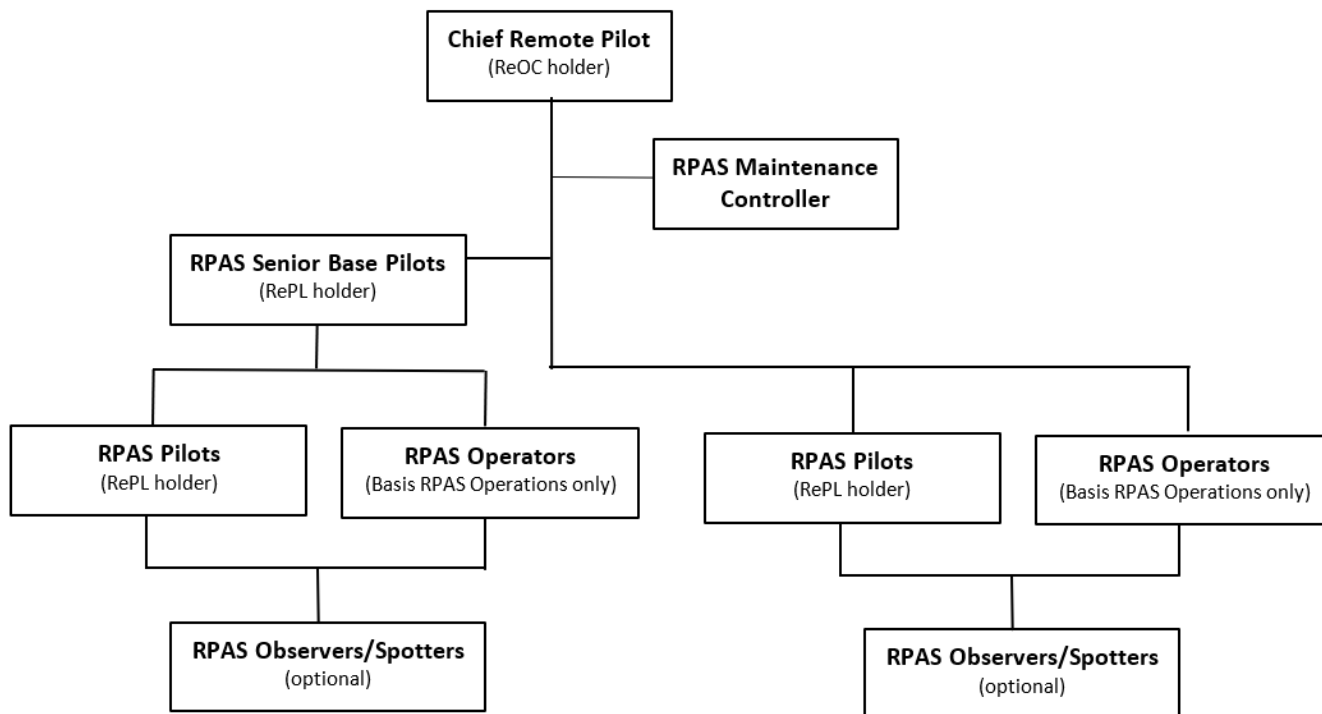 Chief Remote Pilot
(ReOC holder)
RPAS Maintenance
Controller
RPAS Senior Base Pilots
(RePL holder)
RPAS Pilots
(RePL holder)
RPAS Operators
(Basis RPAS Operations only)
RPAS Pilots
(RePL holder)
RPAS Operators
(Basis RPAS Operations only)
RPAS Observers/Spotters
(optional)
RPAS Observers/Spotters
(optional)